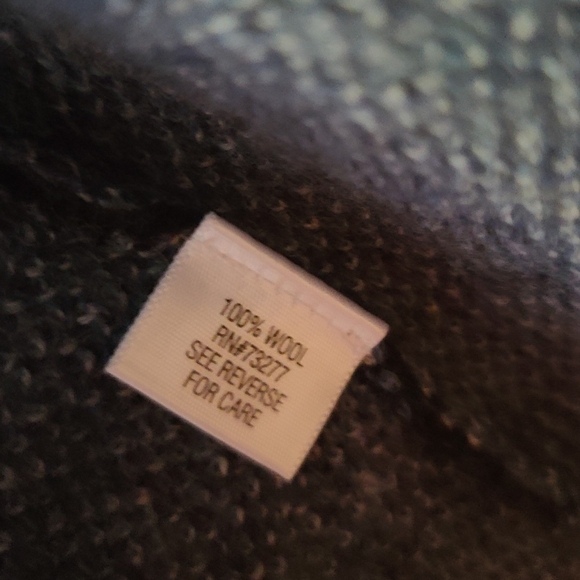 100% WOOL
RN#73277
SEE REVERSE
FOR CARE